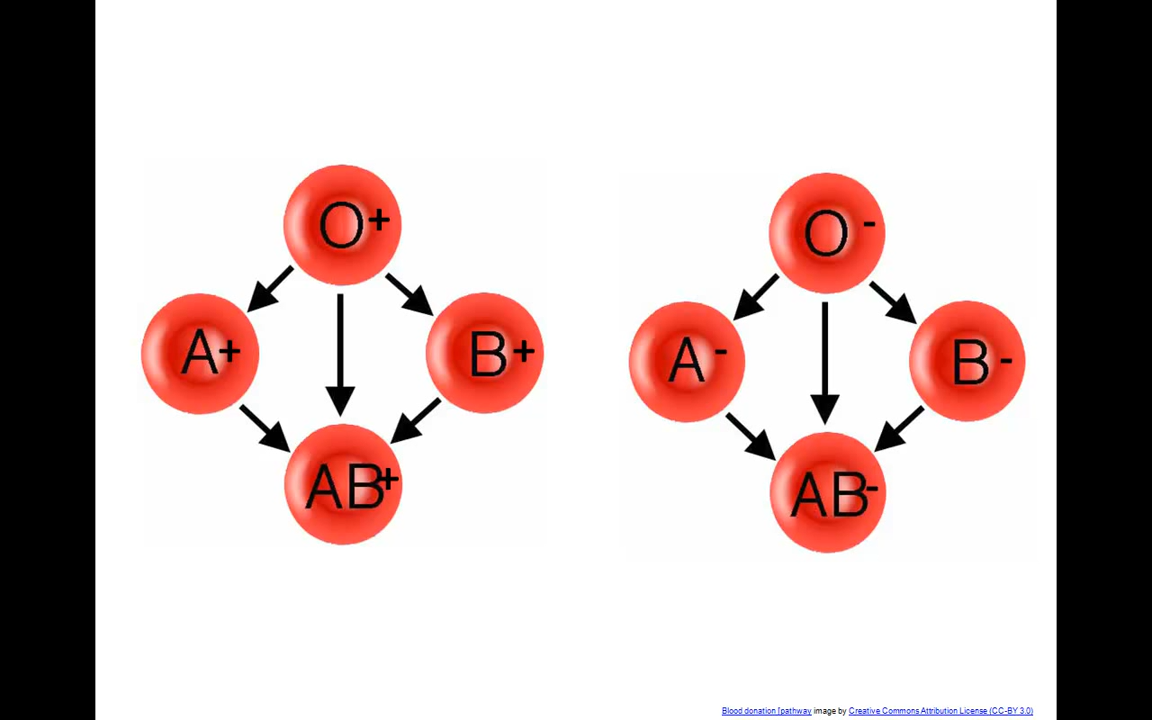 O+
O -
A+
B+
A -
B -
AB+
AB-
Blood donation [pathway image by Creative Commons Attribution License (CC-BY 3.0)